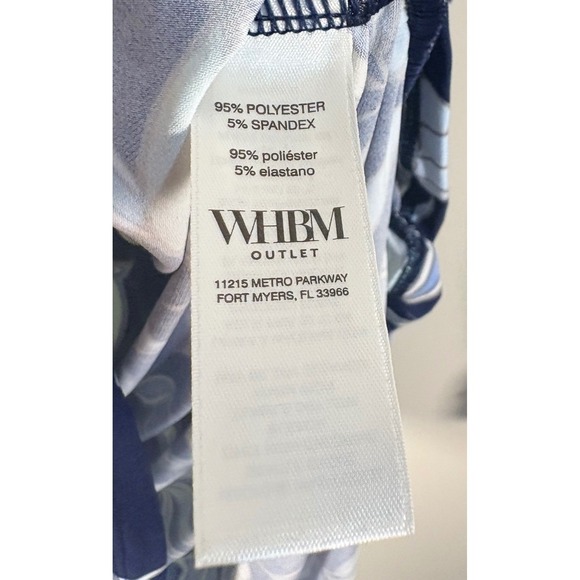 95% POLYESTER
5% SPANDEX
95% poliéster
5% elastano
WHBM
OUTLET
11215 METRO PARKWAY
FORT MYERS, FL 33966